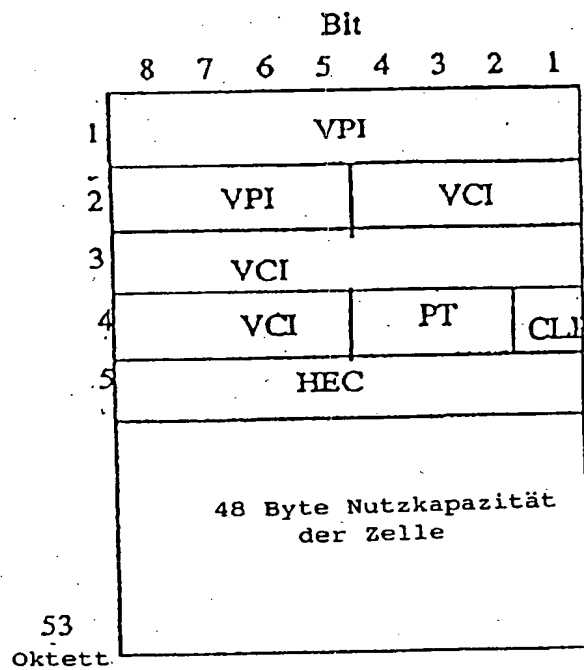 Bit
8 7 6 5 4 3 2 1
1 VPI
2 VPI VCI
3 VCI
4 VCI PT
5 HEC
48 Byte Nutzkapazität
der Zelle
53
Oktett